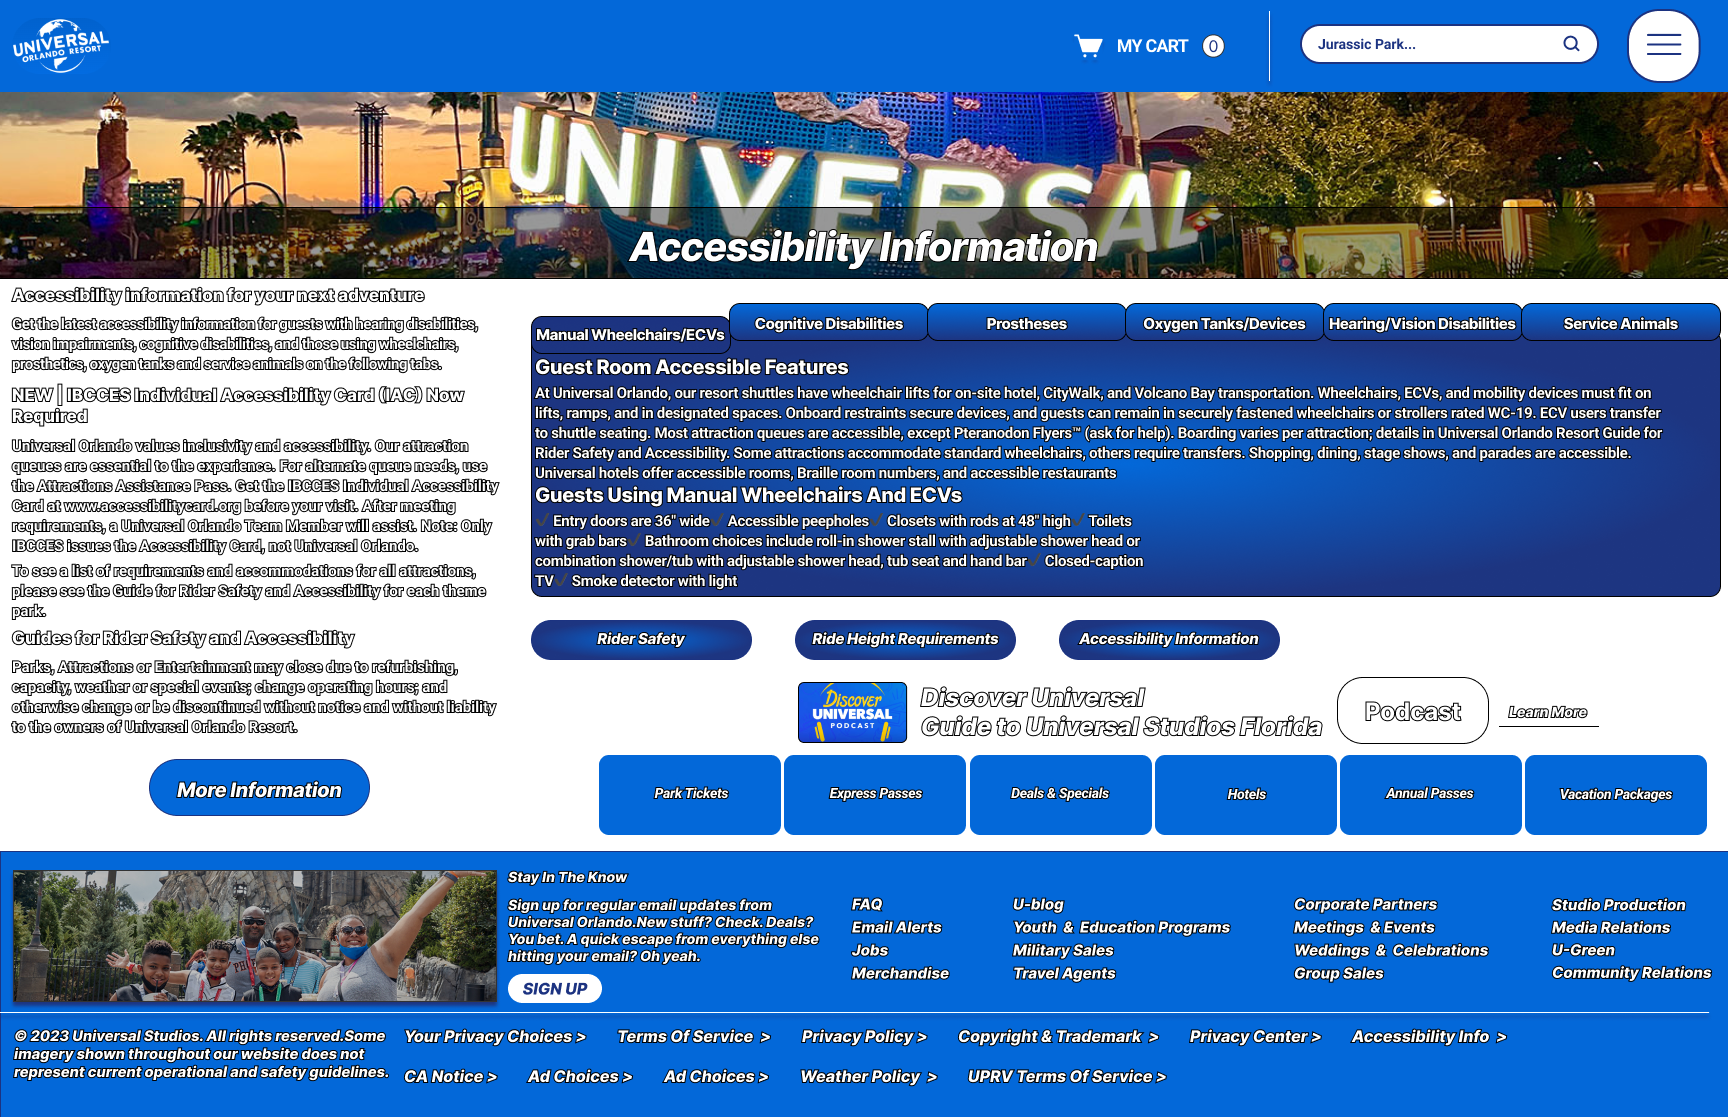 UNIVERSAL
ORLANDO RESORT
MY CART 0
Jurassic Park...
UNIVERSAL
Accessibility Information
Accessibility information for your next adventure
Get the latest accessibility information for guests with hearing disabilities,
vision impairments, cognitive disabilities, and those using wheelchairs,
prosthetics, oxygen tanks and service animals on the following tabs.
NEW | IBCCES Individual Accessibility Card (IAC) Now
Required
Universal Orlando values inclusivity and accessibility. Our attraction
queues are essential to the experience. For alternate queue needs, use
the Attractions Assistance Pass. Get the IBCCES Individual Accessibility
Card at www.accessibilitycard.org before your visit. After meeting
requirements, a Universal Orlando Team Member will assist. Note: Only
IBCCES issues the Accessibility Card, not Universal Orlando.
To see a list of requirements and accommodations for all attractions,
please see the Guide for Rider Safety and Accessibility for each theme
park.
Guides for Rider Safety and Accessibility
Parks, Attractions or Entertainment may close due to refurbishing,
capacity, weather or special events; change operating hours; and
otherwise change or be discontinued without notice and without liability
to the owners of Universal Orlando Resort.
More Information
Manual Wheelchairs/ECVs
Cognitive Disabilities
Prostheses
Oxygen Tanks/Devices
Hearing/Vision Disabilities
Service Animals
Guest Room Accessible Features
At Universal Orlando, our resort shuttles have wheelchair lifts for on-site hotel, CityWalk, and Volcano Bay transportation. Wheelchairs, ECVs, and mobility devices must fit on
lifts, ramps, and in designated spaces. Onboard restraints secure devices, and guests can remain in securely fastened wheelchairs or strollers rated WC-19. ECV users transfer
to shuttle seating. Most attraction queues are accessible, except Pteranodon Flyers™ (ask for help). Boarding varies per attraction; details in Universal Orlando Resort Guide for
Rider Safety and Accessibility. Some attractions accommodate standard wheelchairs, others require transfers. Shopping, dining, stage shows, and parades are accessible.
Universal hotels offer accessible rooms, Braille room numbers, and accessible restaurants
Guests Using Manual Wheelchairs And ECVs
✓ Entry doors are 36" wide ✓ Accessible peepholes ✓ Closets with rods at 48" high ✓ Toilets
with grab bars ✓ Bathroom choices include roll-in shower stall with adjustable shower head or
combination shower/tub with adjustable shower head, tub seat and hand bar ✓ Closed-caption
TV ✓ Smoke detector with light
Rider Safety
Ride Height Requirements
Accessibility Information
Discover
UNIVERSAL
PODCAST
Discover Universal
Guide to Universal Studios Florida
Podcast
Learn More
Park Tickets
Express Passes
Deals & Specials
Hotels
Annual Passes
Vacation Packages
Stay In The Know
Sign up for regular email updates from
Universal Orlando.New stuff? Check. Deals?
You bet. A quick escape from everything else
hitting your email? Oh yeah.
SIGN UP
FAQ
Email Alerts
Jobs
Merchandise
U-blog
Youth & Education Programs
Military Sales
Travel Agents
Corporate Partners
Meetings & Events
Weddings & Celebrations
Group Sales
Studio Production
Media Relations
U-Green
Community Relations
© 2023 Universal Studios. All rights reserved.Some
imagery shown throughout our website does not
represent current operational and safety guidelines.
Your Privacy Choices > Terms Of Service > Privacy Policy > Copyright & Trademark > Privacy Center > Accessibility Info >
CA Notice > Ad Choices > Ad Choices > Weather Policy > UPRV Terms Of Service >